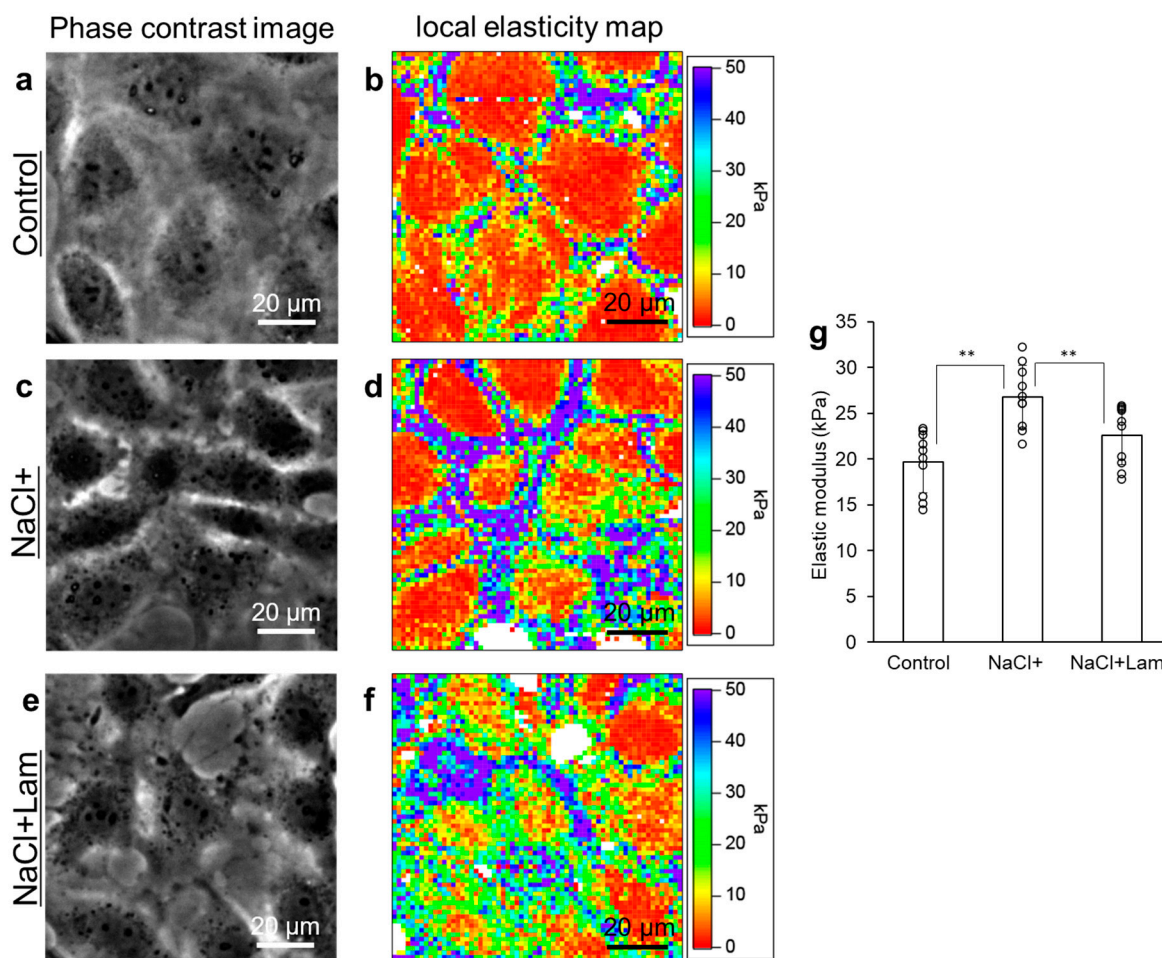 Phase contrast image
local elasticity map
a
Control
20 µm
b
20 µm
50
40
30
20
10
0
kPa
c
NaCl+
20 µm
d
20 µm
50
40
30
20
10
0
kPa
e
NaCl+Lam
20 µm
f
20 µm
50
40
30
20
10
0
kPa
g
Elastic modulus (kPa)
35
30
25
20
15
10
5
0
**
**
Control
NaCl+
NaCl+Lam